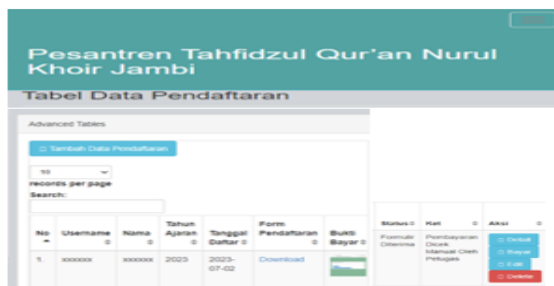 Pesantren Tahfidzul Qur'an Nurul
Khoir Jambi
Tabel Data Pendaftaran
Advanced Tables
Tambah Data Pendaftaran
10
records per page
Search:
No Username Nama Tahun Ajaran Tanggal Daftar Form Pendaftaran Bukti Bayar Status Ket Aksi
1. xxxxxxx xxxxxxx 2023 2023-07-02 Download Formulir Diterima Pembayaran Dicek Manual Oleh Petugas
Detail
Bayar
Edit
Delete